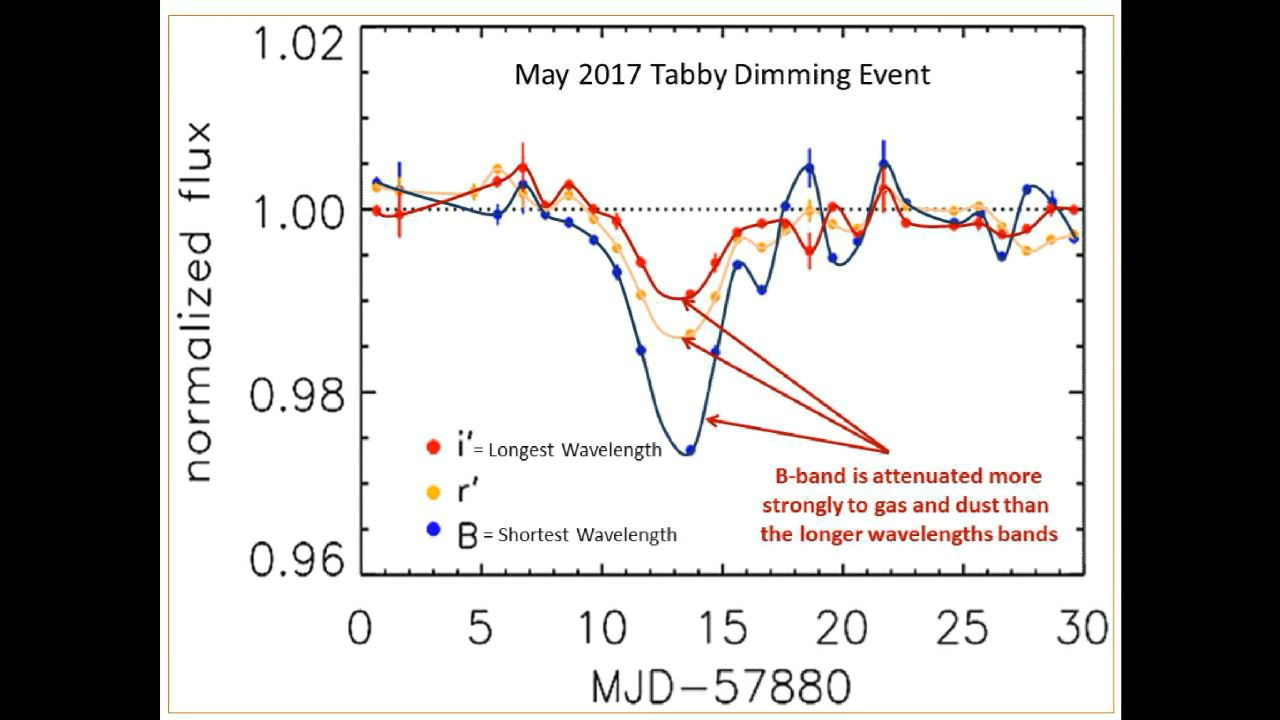 1.02
May 2017 Tabby Dimming Event
normalized flux
1.00
0.98
i' = Longest Wavelength
r'
B = Shortest Wavelength
B-band is attenuated more
strongly to gas and dust than
the longer wavelengths bands
0.96
0 5 10 15 20 25 30
MJD-57880